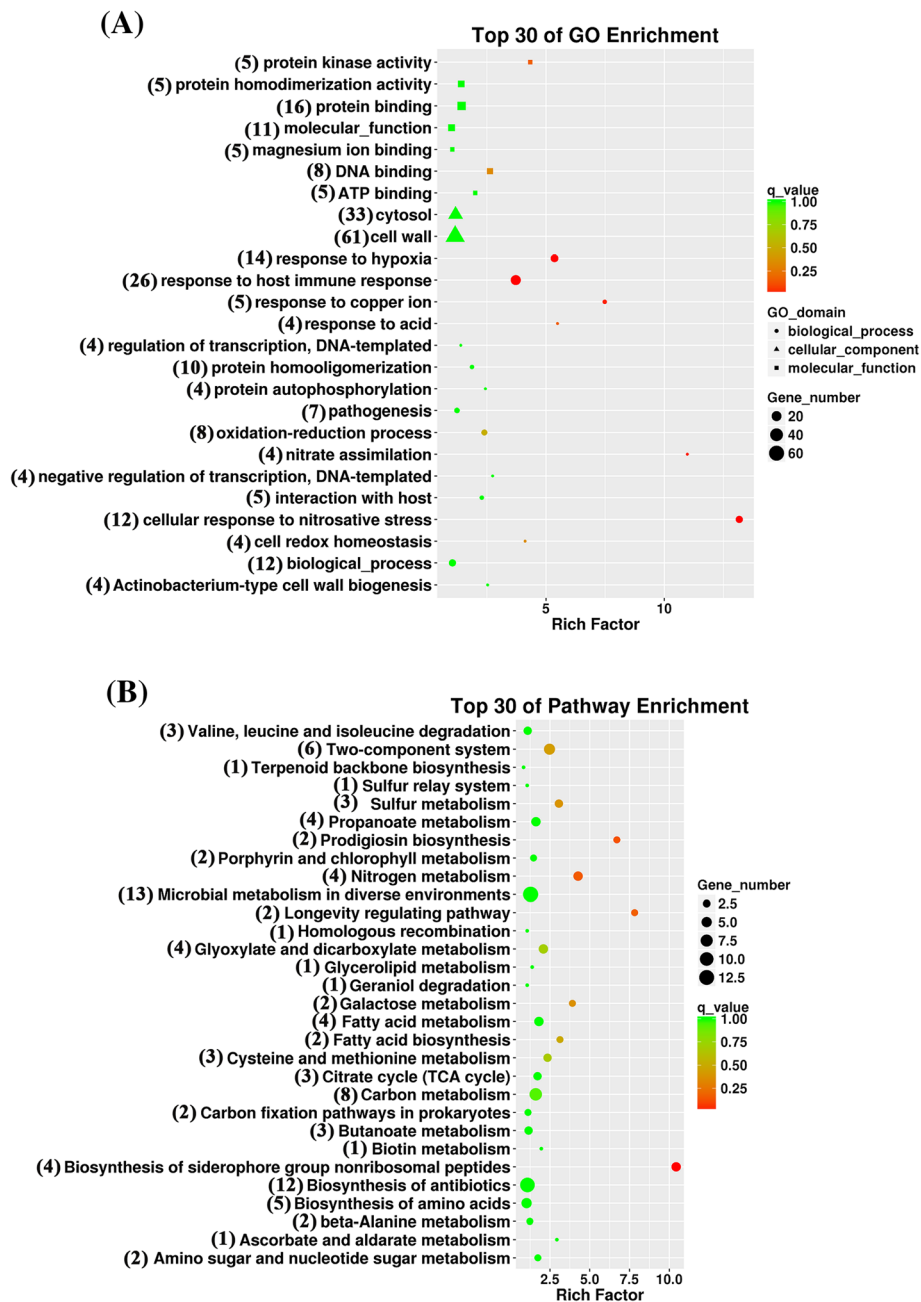 (A)
Top 30 of GO Enrichment
(5) protein kinase activity
(5) protein homodimerization activity
(16) protein binding
(11) molecular_function
(5) magnesium ion binding
(8) DNA binding
(5) ATP binding
(33) cytosol
(61) cell wall
(14) response to hypoxia
(26) response to host immune response
(5) response to copper ion
(4) response to acid
(4) regulation of transcription, DNA-templated
(10) protein homooligomerization
(4) protein autophosphorylation
(7) pathogenesis
(8) oxidation-reduction process
(4) nitrate assimilation
(4) negative regulation of transcription, DNA-templated
(5) interaction with host
(12) cellular response to nitrosative stress
(4) cell redox homeostasis
(12) biological_process
(4) Actinobacterium-type cell wall biogenesis
5 10
Rich Factor
q_value
1.00
0.75
0.50
0.25
GO_domain
biological_process
cellular_component
molecular_function
Gene_number
20
40
60
(B)
Top 30 of Pathway Enrichment
(3) Valine, leucine and isoleucine degradation
(6) Two-component system
(1) Terpenoid backbone biosynthesis
(1) Sulfur relay system
(3) Sulfur metabolism
(4) Propanoate metabolism
(2) Prodigiosin biosynthesis
(2) Porphyrin and chlorophyll metabolism
(4) Nitrogen metabolism
(13) Microbial metabolism in diverse environments
(2) Longevity regulating pathway
(1) Homologous recombination
(4) Glyoxylate and dicarboxylate metabolism
(1) Glycerolipid metabolism
(1) Geraniol degradation
(2) Galactose metabolism
(4) Fatty acid metabolism
(2) Fatty acid biosynthesis
(3) Cysteine and methionine metabolism
(3) Citrate cycle (TCA cycle)
(8) Carbon metabolism
(2) Carbon fixation pathways in prokaryotes
(3) Butanoate metabolism
(1) Biotin metabolism
(4) Biosynthesis of siderophore group nonribosomal peptides
(12) Biosynthesis of antibiotics
(5) Biosynthesis of amino acids
(2) beta-Alanine metabolism
(1) Ascorbate and aldarate metabolism
(2) Amino sugar and nucleotide sugar metabolism
2.5 5.0 7.5 10.0
Rich Factor
Gene_number
2.5
5.0
7.5
10.0
12.5
q_value
1.00
0.75
0.50
0.25